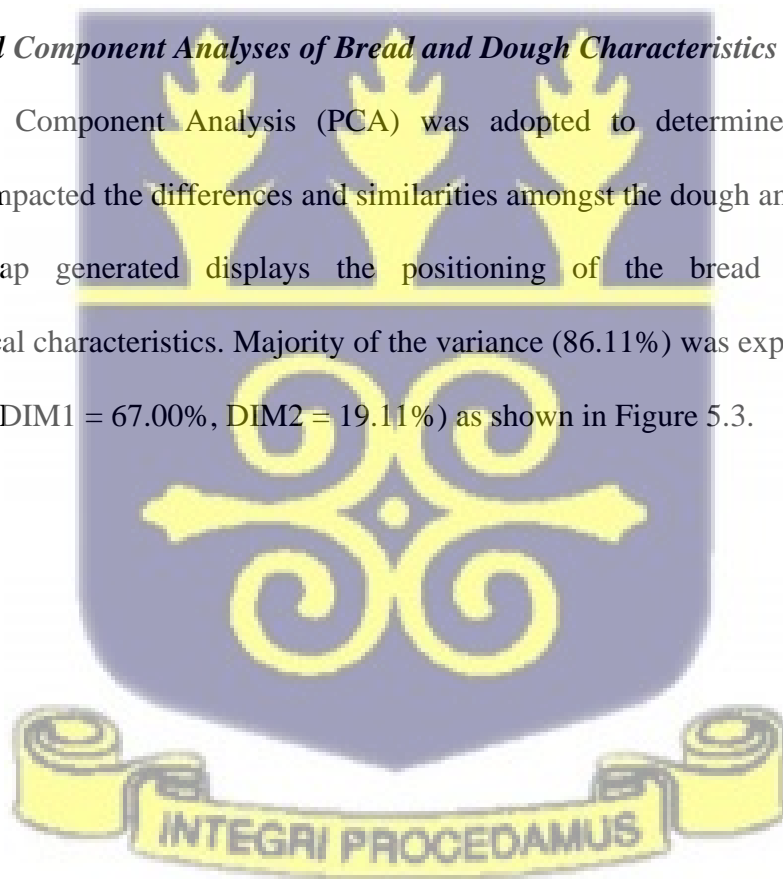 l Component Analyses of Bread and Dough Characteristics
Component Analysis (PCA) was adopted to determine
mpacted the differences and similarities amongst the dough an
ap generated displays the positioning of the bread
cal characteristics. Majority of the variance (86.11%) was exp
DIM1 = 67.00%, DIM2 = 19.11%) as shown in Figure 5.3.
INTEGRI PROCEDAMUS